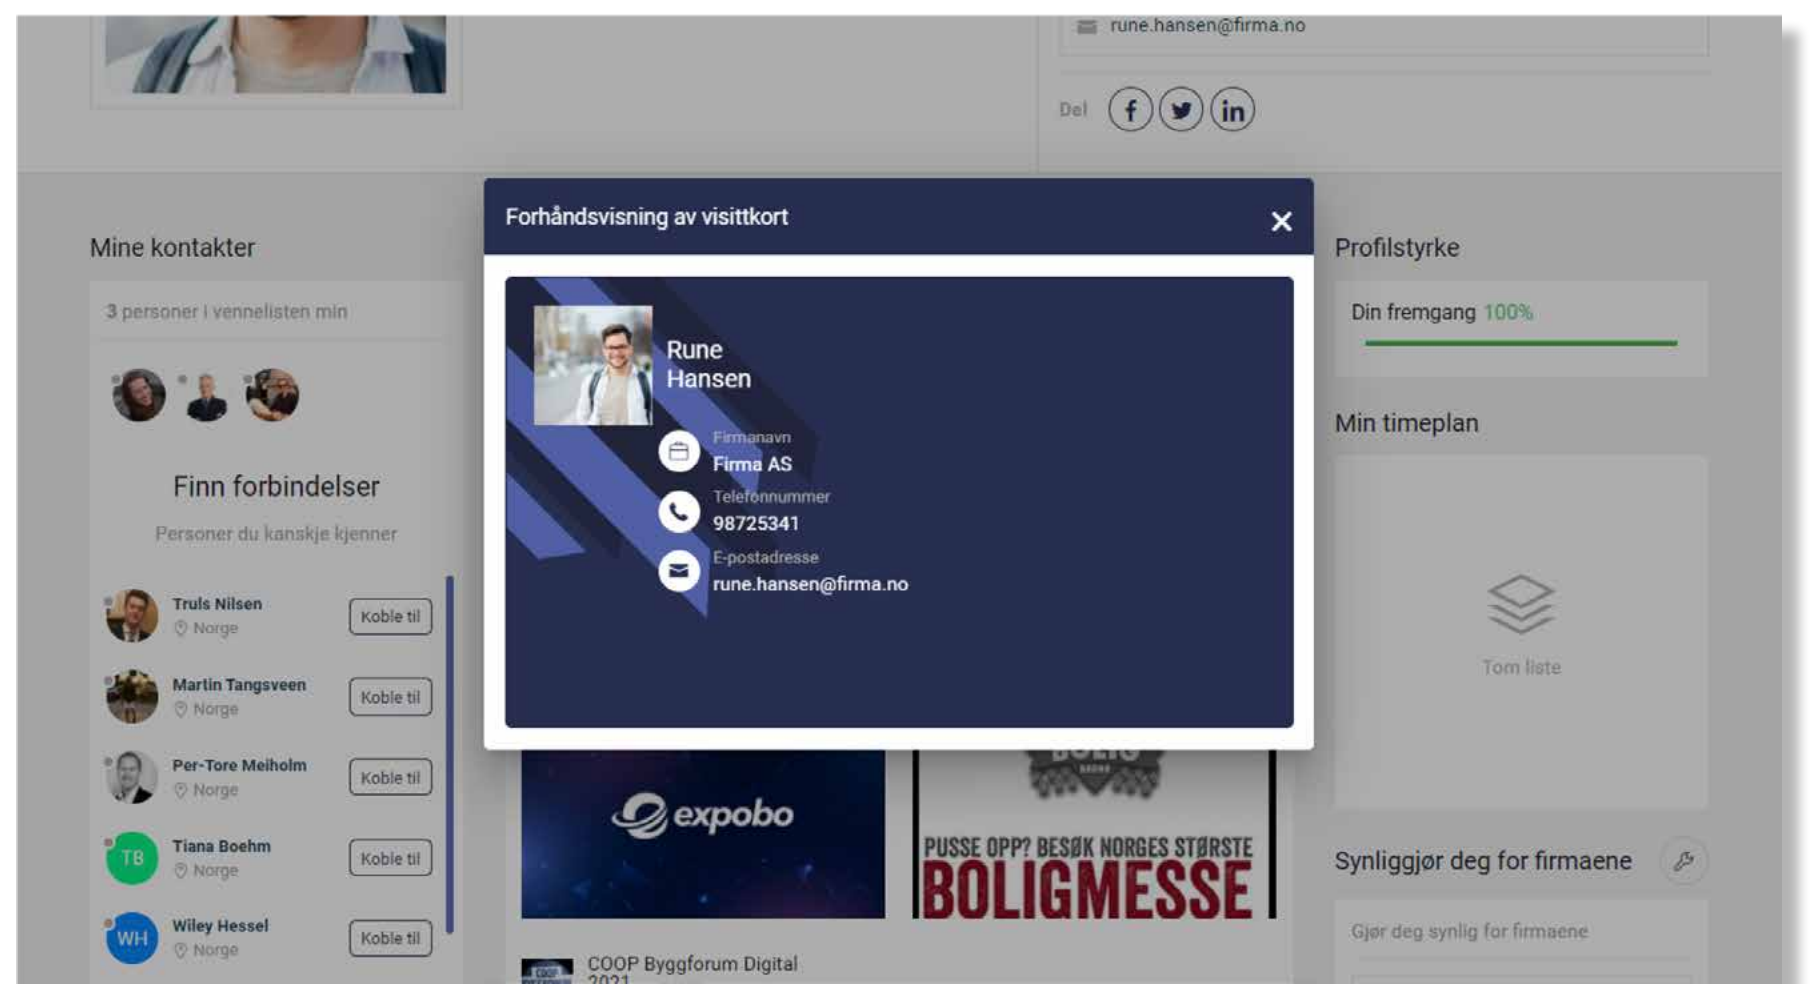 rune.hansen@firma.no
Del
Forhåndsvisning av visittkort
Rune
Hansen
Firmanavn
Firma AS
Telefonnummer
98725341
E-postadresse
rune.hansen@firma.no
Mine kontakter
3 personer i vennelisten min
Finn forbindelser
Personer du kanskje kjenner
Truls Nilsen
Norge
Koble til
Martin Tangsveen
Norge
Koble til
Per-Tore Meiholm
Norge
Koble til
TB
Tiana Boehm
Norge
Koble til
WH
Wiley Hessel
Norge
Koble til
expobo
BOLIG
PUSSE OPP? BESØK NORGES STØRSTE
BOLIGMESSE
COOP Byggforum Digital
2021
Profilstyrke
Din fremgang 100%
Min timeplan
Tom liste
Synliggjør deg for firmaene
Gjør deg synlig for firmaene